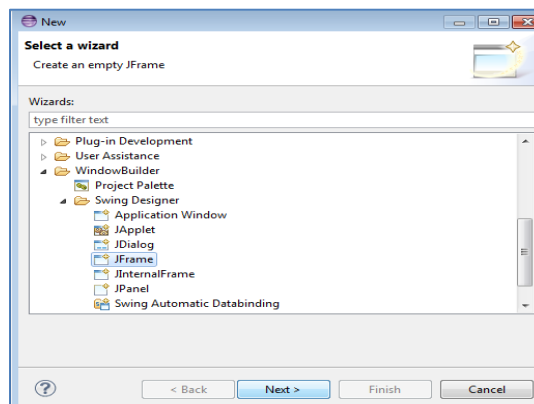 New
Select a wizard
Create an empty JFrame
Wizards:
type filter text
Plug-in Development
User Assistance
WindowBuilder
Project Palette
Swing Designer
Application Window
JApplet
JDialog
JFrame
JInternalFrame
JPanel
Swing Automatic Databinding
?
< Back
Next >
Finish
Cancel